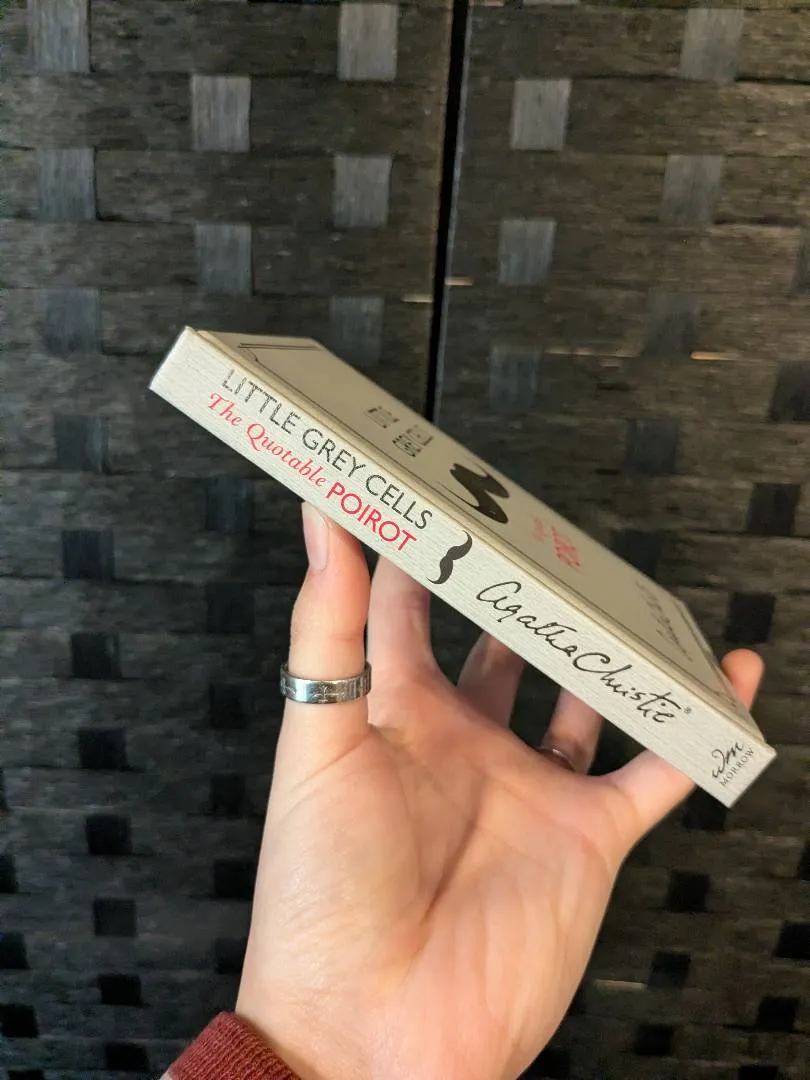 LITTLE GREY CELLS
The Quotable POIROT
Agatha Christie®
Wm
MORROW